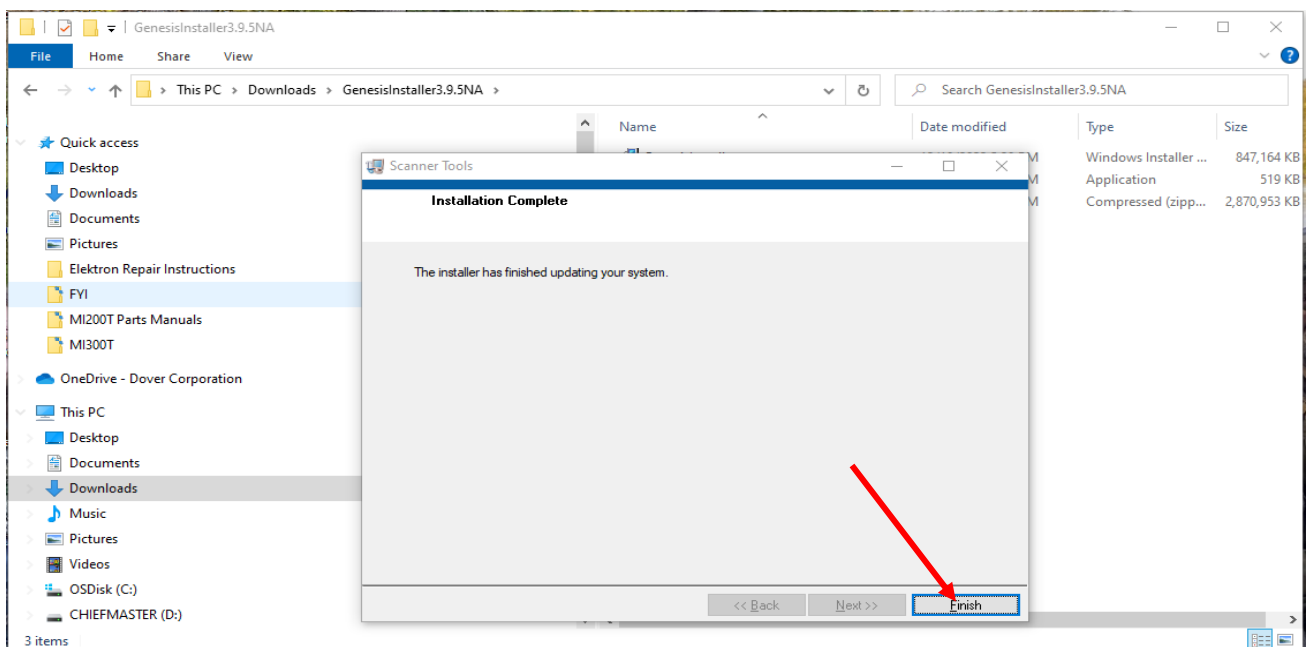 GenesisInstaller3.9.5NA
File Home Share View
This PC > Downloads > GenesisInstaller3.9.5NA >
Search GenesisInstaller3.9.5NA
Name Date modified Type Size
Quick access
Desktop
Downloads
Documents
Pictures
Elektron Repair Instructions
FYI
MI200T Parts Manuals
MI300T
OneDrive - Dover Corporation
This PC
Desktop
Documents
Downloads
Music
Pictures
Videos
OSDisk (C:)
CHIEFMASTER (D:)
3 items
M Windows Installer ... 847,164 KB
M Application 519 KB
M Compressed (zipp... 2,870,953 KB
Scanner Tools
Installation Complete
The installer has finished updating your system.
<< Back Next >> Finish